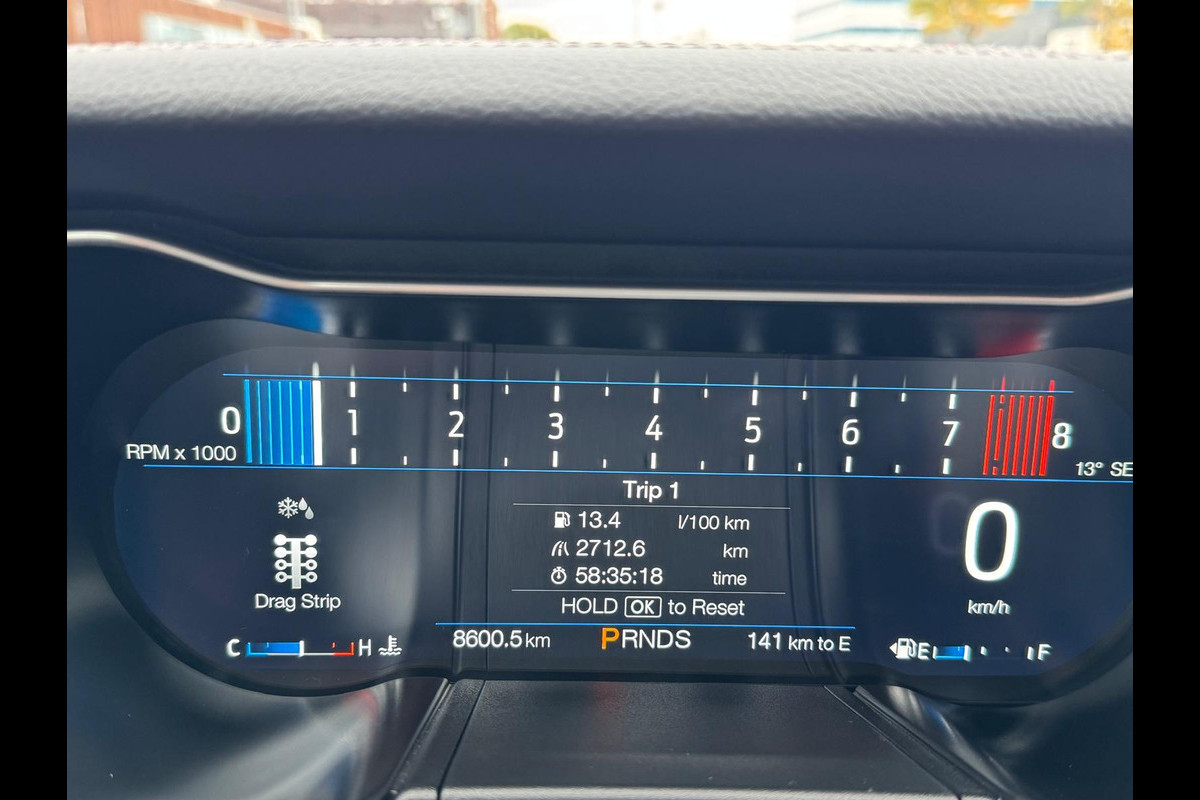 0 1 2 3 4 5 6 7 8
RPM x 1000
13° SE
Trip 1
13.4 l/100 km
2712.6 km
58:35:18 time
HOLD OK to Reset
Drag Strip
0
km/h
C H
8600.5 km PRNDS 141 km to E
E F